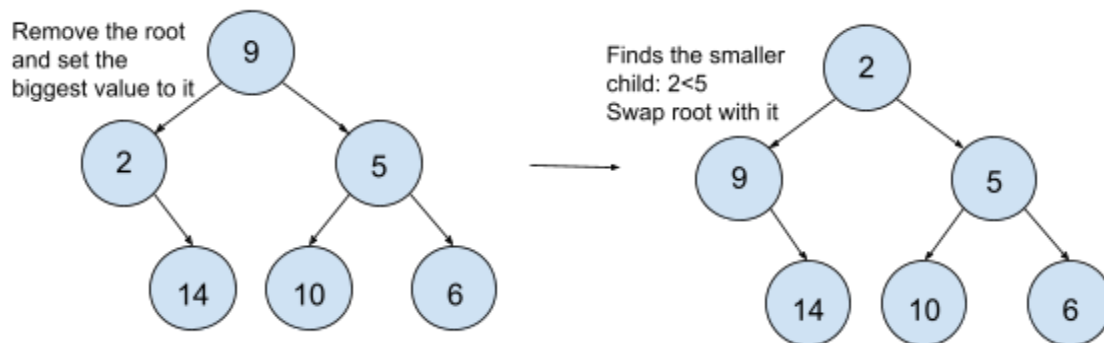 Remove the root
and set the
biggest value to it
9
2
5
14
10
6
Finds the smaller
child: 2<5
Swap root with it
2
9
5
14
10
6